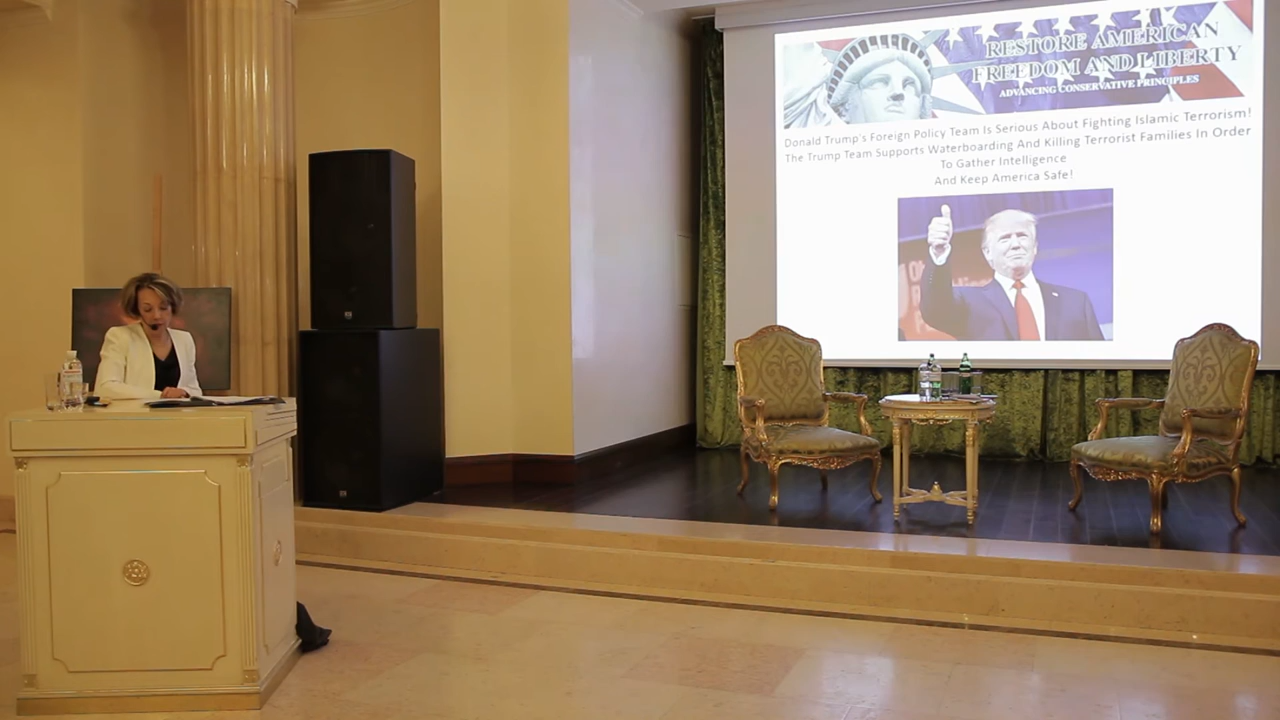 RESTORE AMERICAN
FREEDOM AND LIBERTY
ADVANCING CONSERVATIVE PRINCIPLES
Donald Trump's Foreign Policy Team Is Serious About Fighting Islamic Terrorism!
The Trump Team Supports Waterboarding And Killing Terrorist Families In Order
To Gather Intelligence
And Keep America Safe!